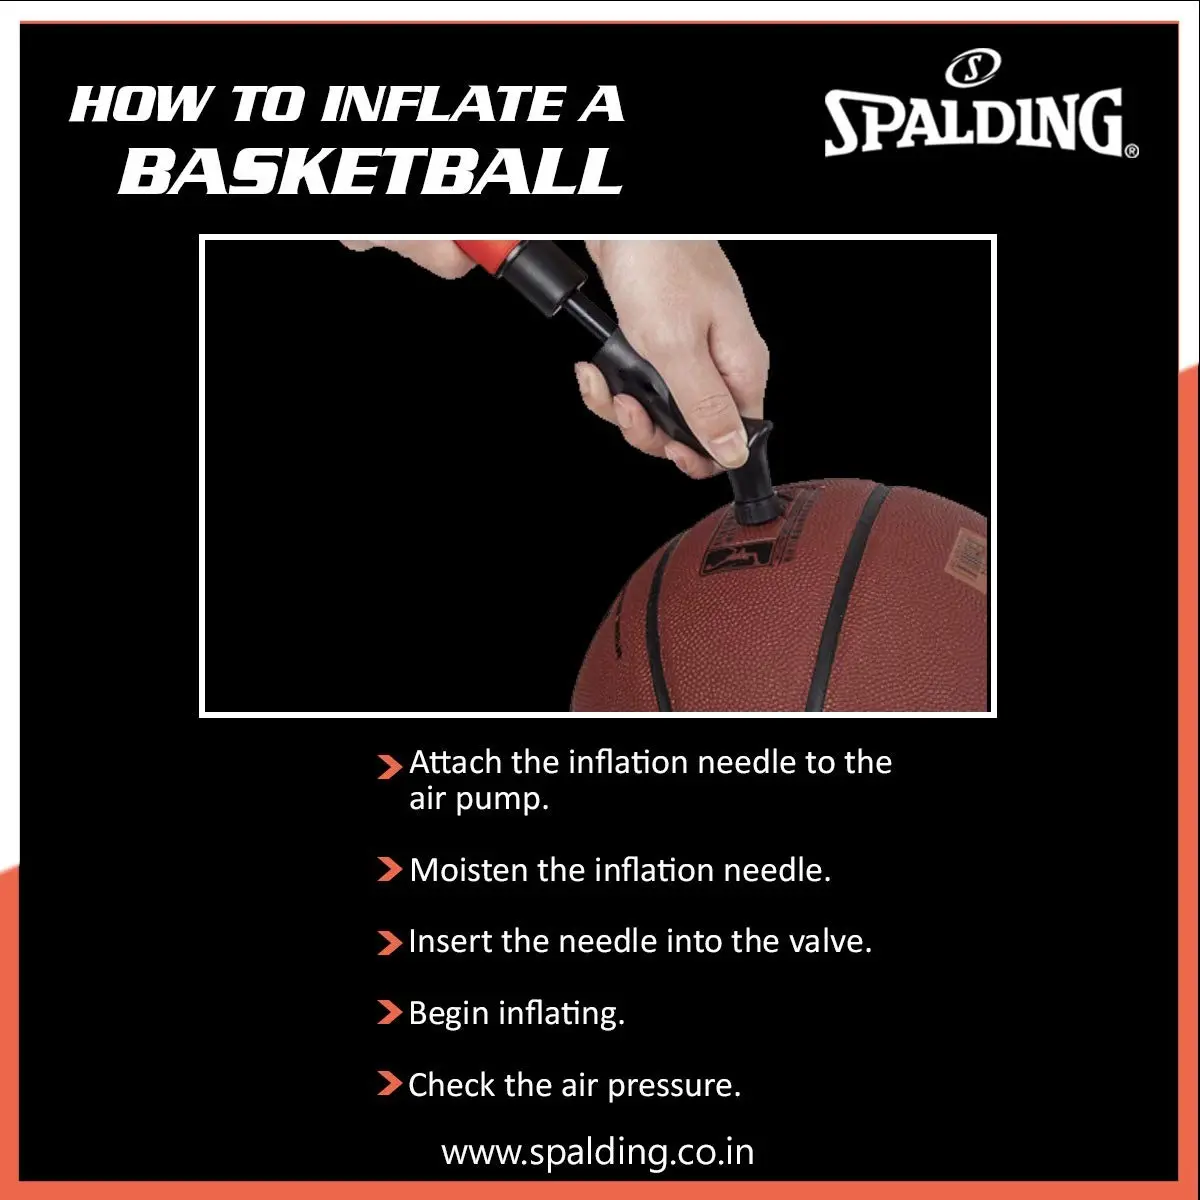 HOW TO INFLATE A
BASKETBALL
S
SPALDING®
Attach the inflation needle to the
air pump.
Moisten the inflation needle.
Insert the needle into the valve.
Begin inflating.
Check the air pressure.
www.spalding.co.in